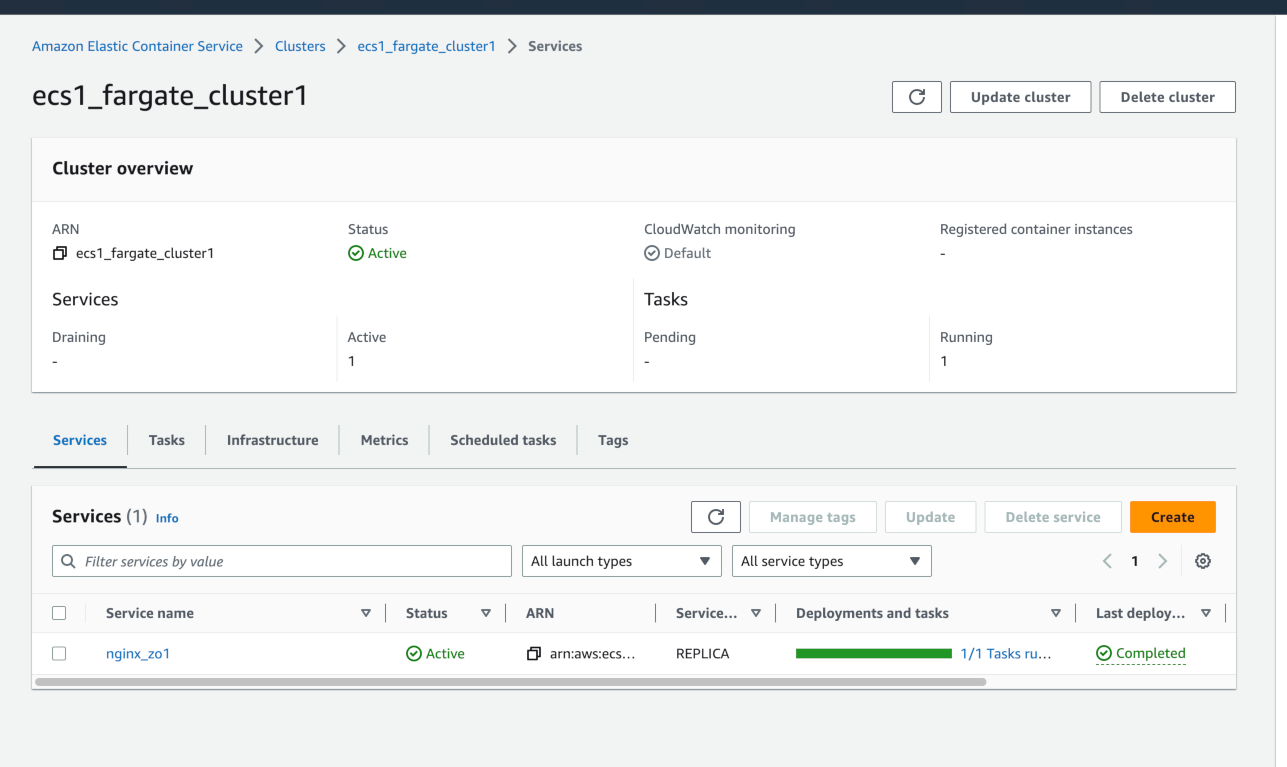 Amazon Elastic Container Service > Clusters > ecs1_fargate_cluster1 > Services
ecs1_fargate_cluster1 Update cluster Delete cluster
Cluster overview
ARN Status CloudWatch monitoring Registered container instances
ecs1_fargate_cluster1 Active Default -
Services Tasks
Draining Active Pending Running
- 1 - 1
Services Tasks Infrastructure Metrics Scheduled tasks Tags
Services (1) Info Manage tags Update Delete service Create
Filter services by value All launch types All service types 1
Service name Status ARN Service... Deployments and tasks Last deploy...
nginx_zo1 Active arn:aws:ecs... REPLICA 1/1 Tasks ru... Completed